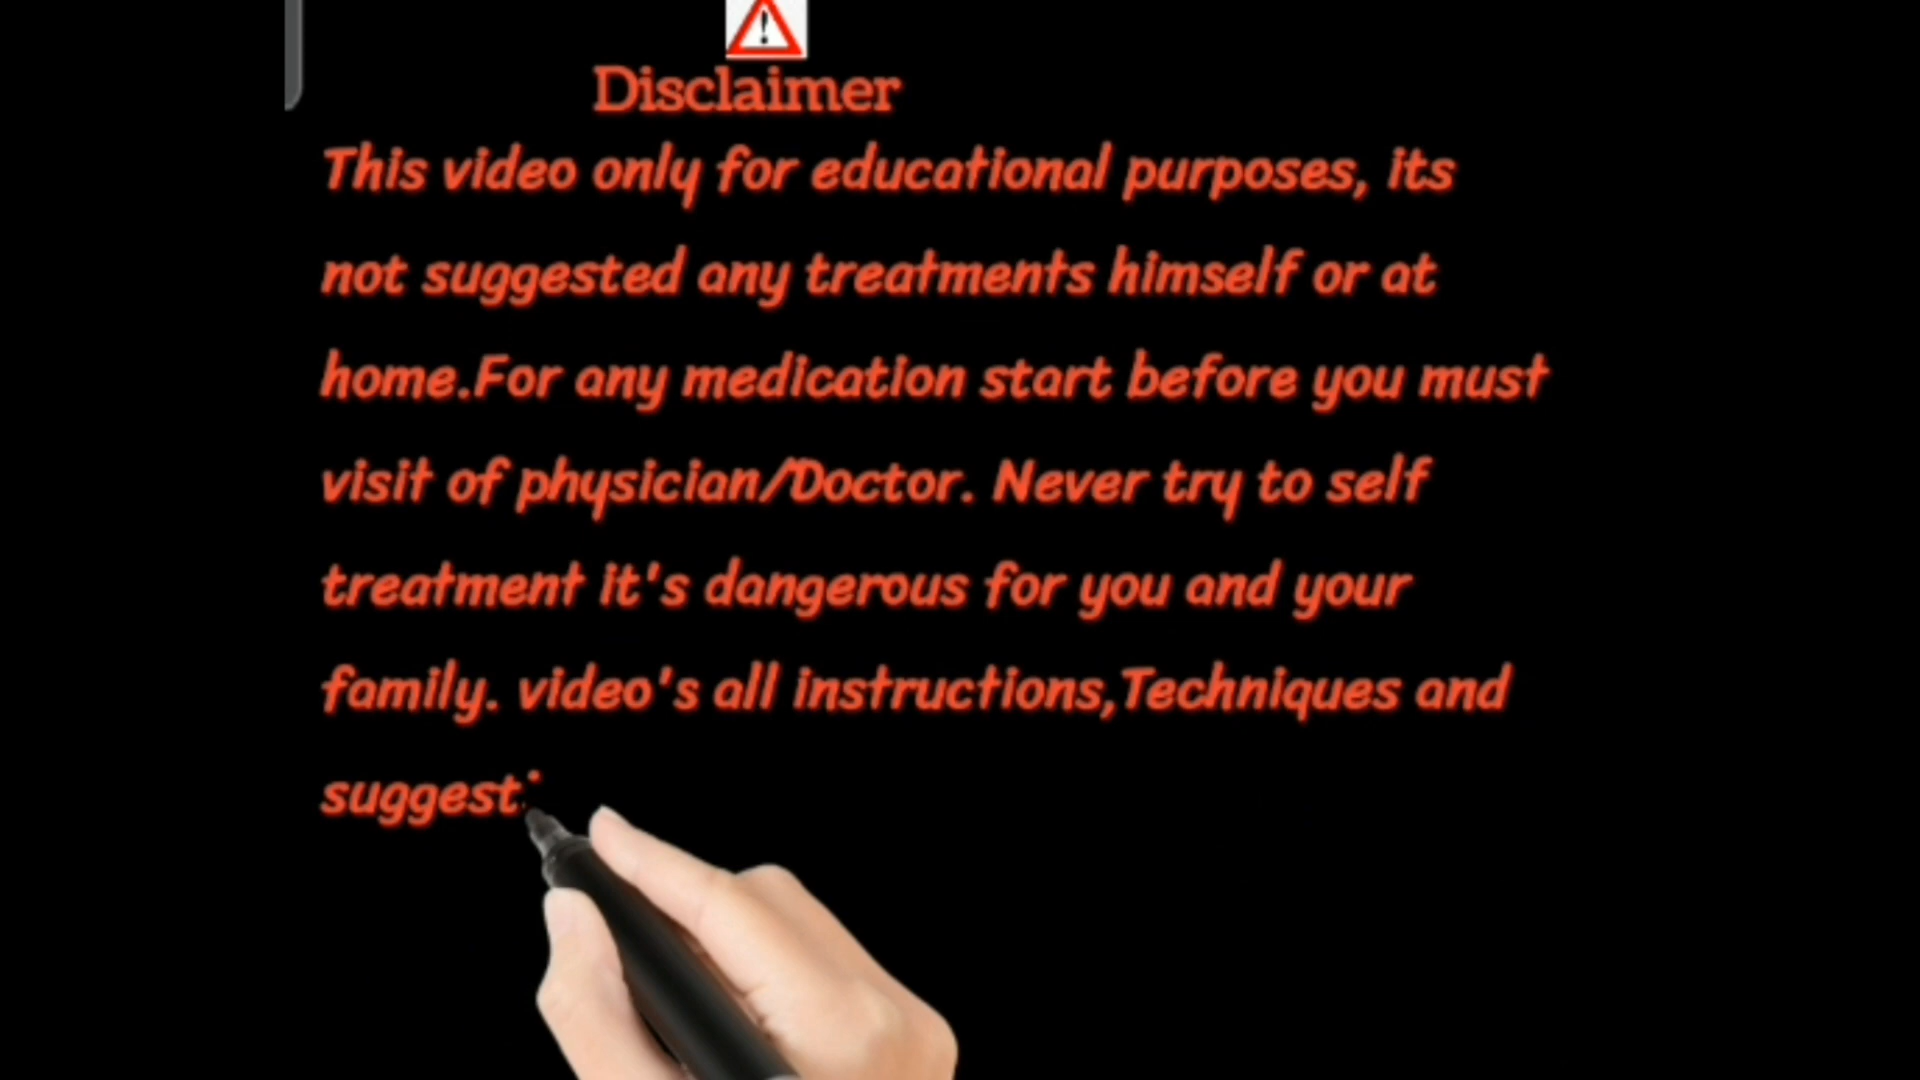 Disclaimer
This video only for educational purposes, its
not suggested any treatments himself or at
home.For any medication start before you must
visit of physician/Doctor. Never try to self
treatment it's dangerous for you and your
family. video's all instructions,Techniques and
suggesti